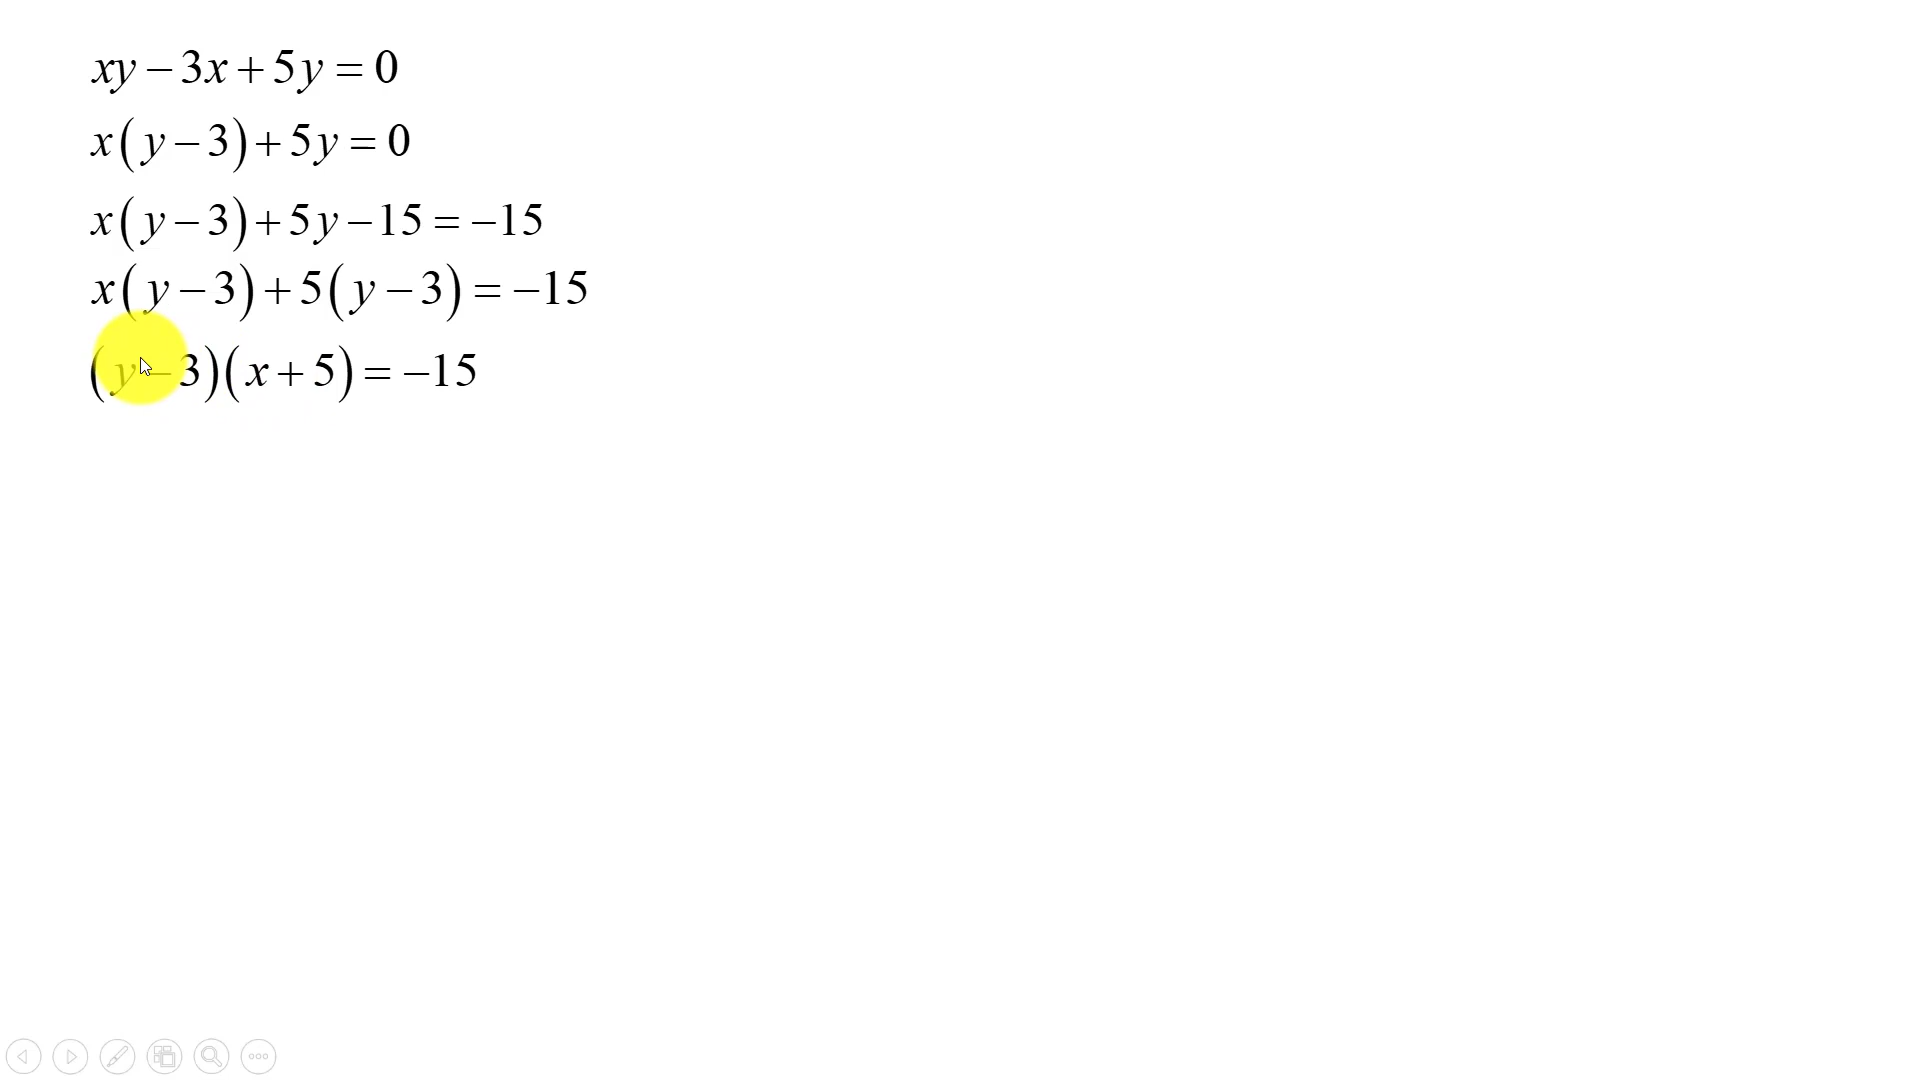 xy − 3x + 5y = 0
x(y − 3) + 5y = 0
x(y − 3) + 5y − 15 = −15
x(y − 3) + 5(y − 3) = −15
(y − 3)(x + 5) = −15